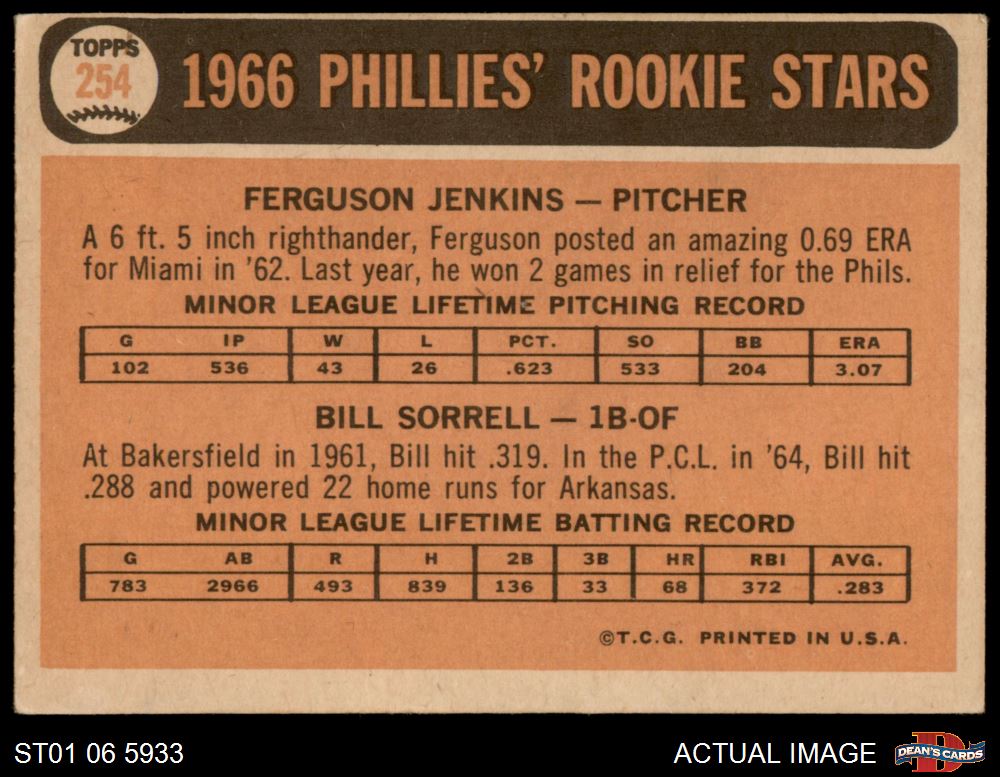 TOPPS
254
1966 PHILLIES' ROOKIE STARS
FERGUSON JENKINS — PITCHER
A 6 ft. 5 inch righthander, Ferguson posted an amazing 0.69 ERA
for Miami in '62. Last year, he won 2 games in relief for the Phils.
MINOR LEAGUE LIFETIME PITCHING RECORD
G IP W L PCT. SO BB ERA
102 536 43 26 .623 533 204 3.07
BILL SORRELL — 1B-OF
At Bakersfield in 1961, Bill hit .319. In the P.C.L. in '64, Bill hit
.288 and powered 22 home runs for Arkansas.
MINOR LEAGUE LIFETIME BATTING RECORD
G AB R H 2B 3B HR RBI AVG.
783 2966 493 839 136 33 68 372 .283
©T.C.G. PRINTED IN U.S.A.
ST01 06 5933 ACTUAL IMAGE D DEAN'S CARDS